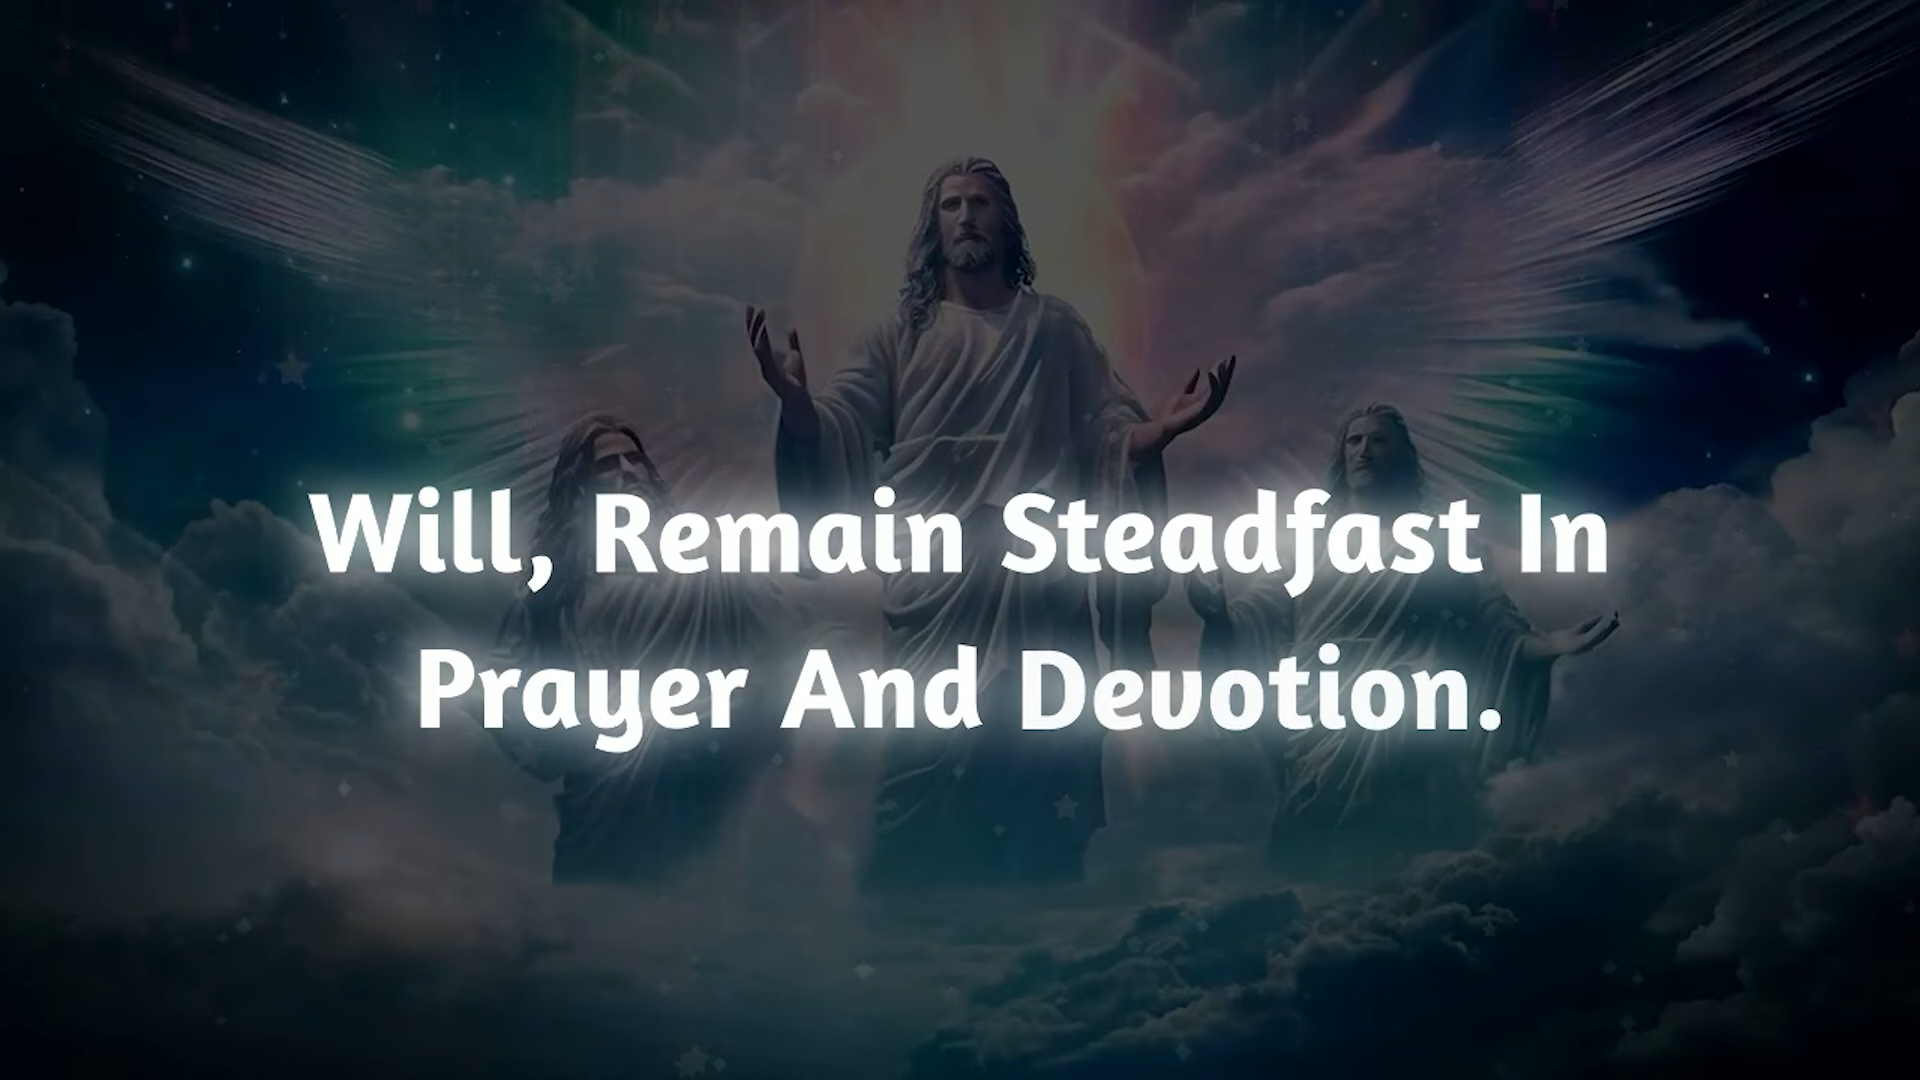 Will, Remain Steadfast In
Prayer And Devotion.